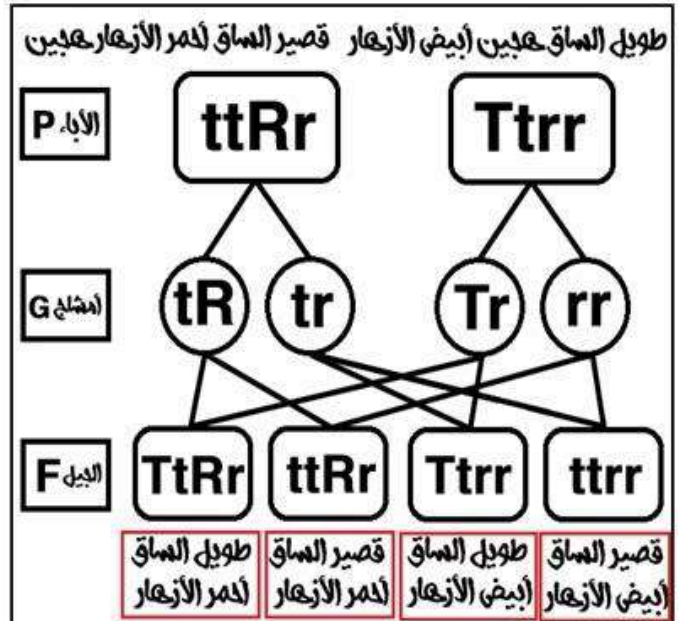 طويل الساق هجين أبيض الأزهار قصير الساق أحمر الأزهار هجين
الأباء P
ttRr
Ttrr
أمشاج G
tR
tr
Tr
rr
الجيل F
TtRr
ttRr
Ttrr
ttrr
طويل الساق
أحمر الأزهار
قصير الساق
أحمر الأزهار
طويل الساق
أبيض الأزهار
قصير الساق
أبيض الأزهار